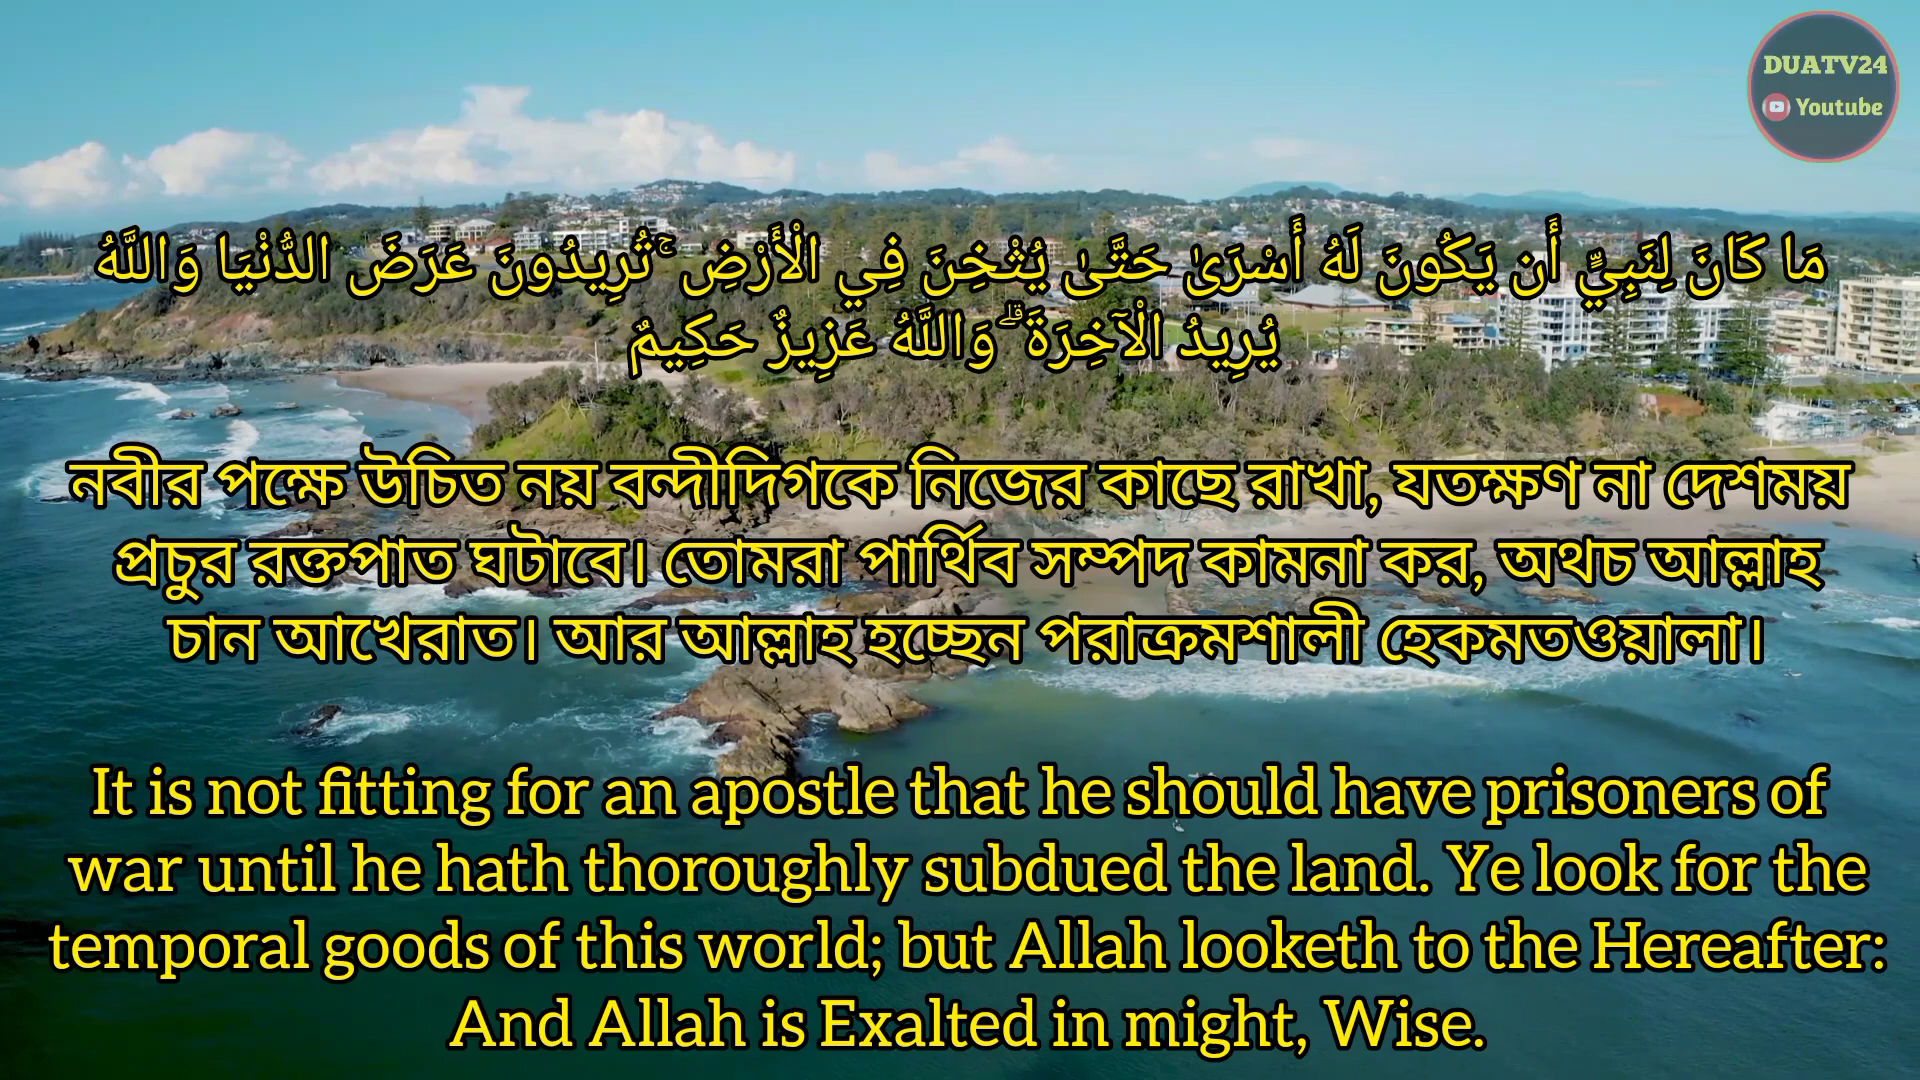 DUATV24
Youtube
مَا كَانَ لِنَبِيٍّ أَن يَكُونَ لَهُ أَسْرَىٰ حَتَّىٰ يُثْخِنَ فِي الْأَرْضِ ۚ تُرِيدُونَ عَرَضَ الدُّنْيَا وَاللَّهُ
يُرِيدُ الْآخِرَةَ ۗ وَاللَّهُ عَزِيزٌ حَكِيمٌ
নবীর পক্ষে উচিত নয় বন্দীদিগকে নিজের কাছে রাখা, যতক্ষণ না দেশময়
প্রচুর রক্তপাত ঘটাবে। তোমরা পার্থিব সম্পদ কামনা কর, অথচ আল্লাহ
চান আখেরাত। আর আল্লাহ হচ্ছেন পরাক্রমশালী হেকমতওয়ালা।
It is not fitting for an apostle that he should have prisoners of
war until he hath thoroughly subdued the land. Ye look for the
temporal goods of this world; but Allah looketh to the Hereafter:
And Allah is Exalted in might, Wise.